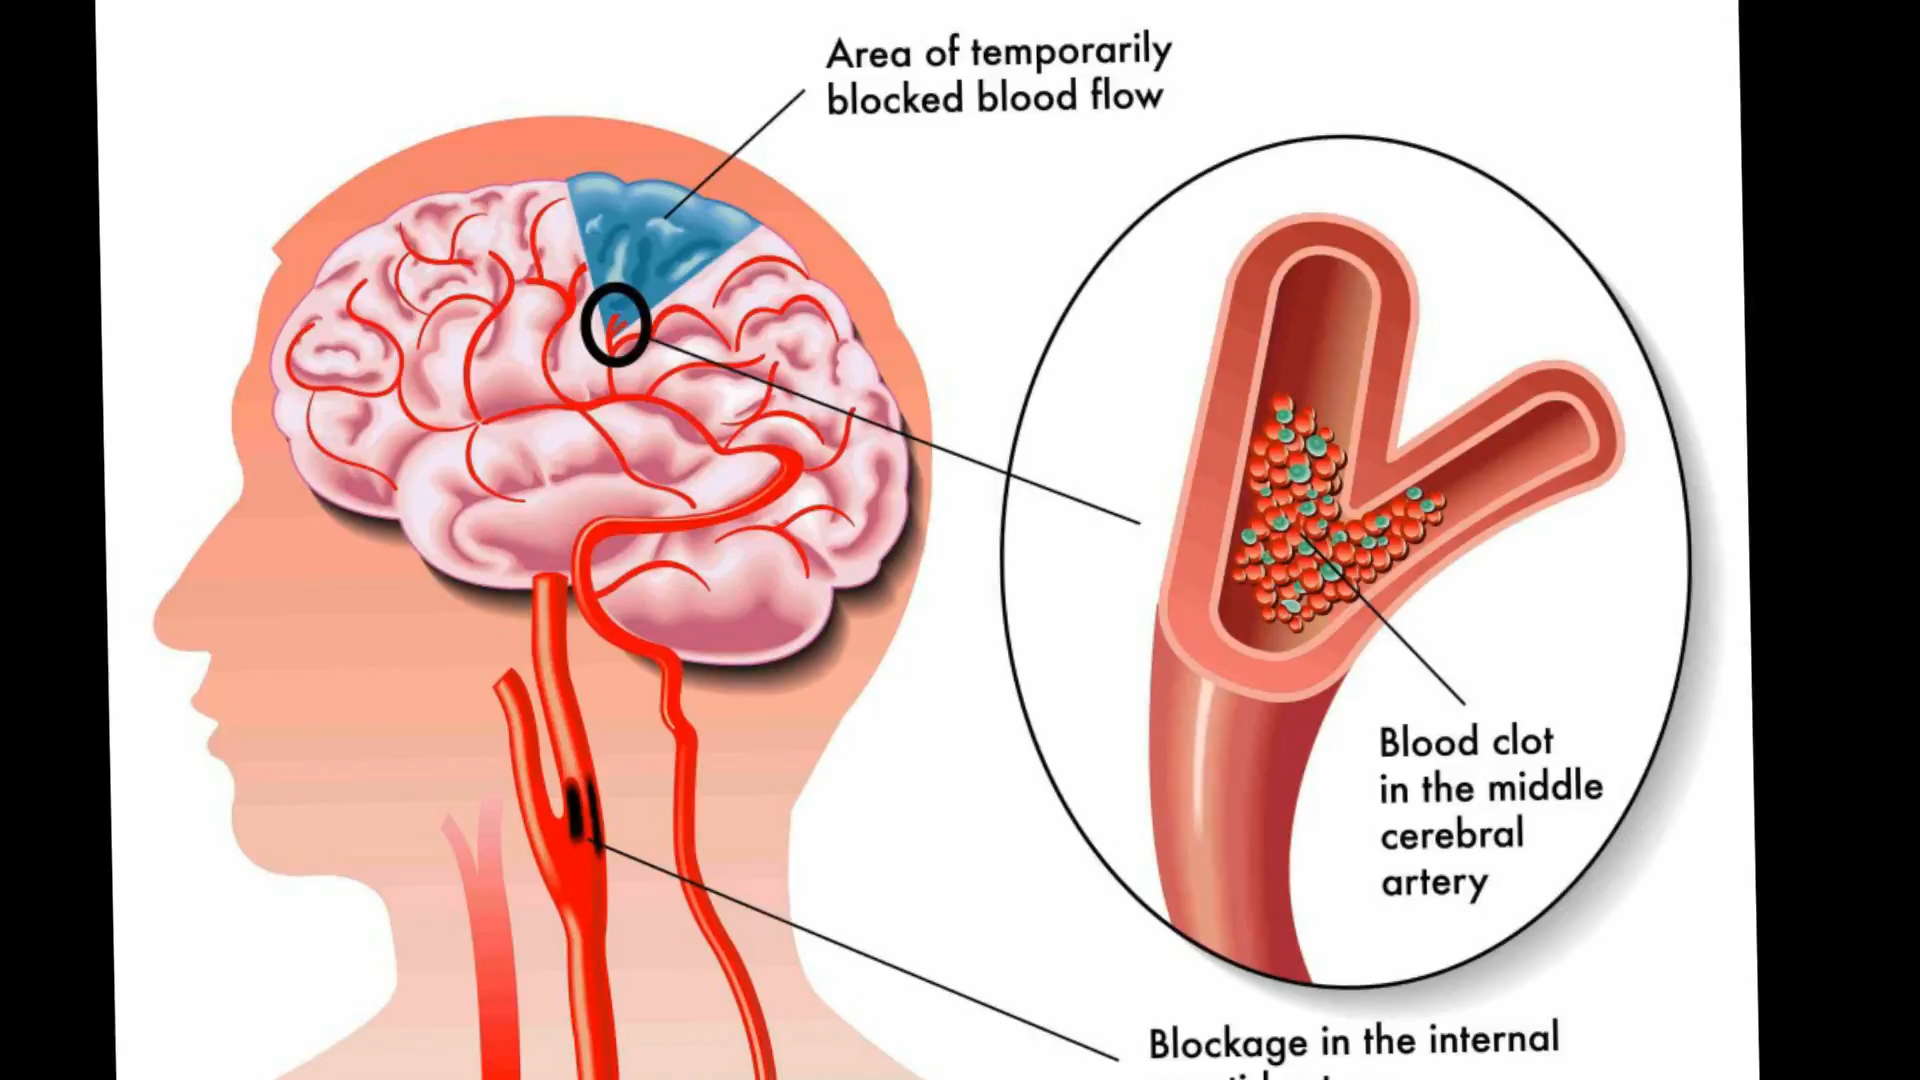 Area of temporarily
blocked blood flow
Blood clot
in the middle
cerebral
artery
Blockage in the internal